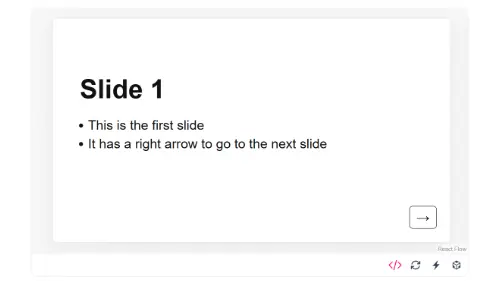 Slide 1
• This is the first slide
• It has a right arrow to go to the next slide
→
React Flow
</>